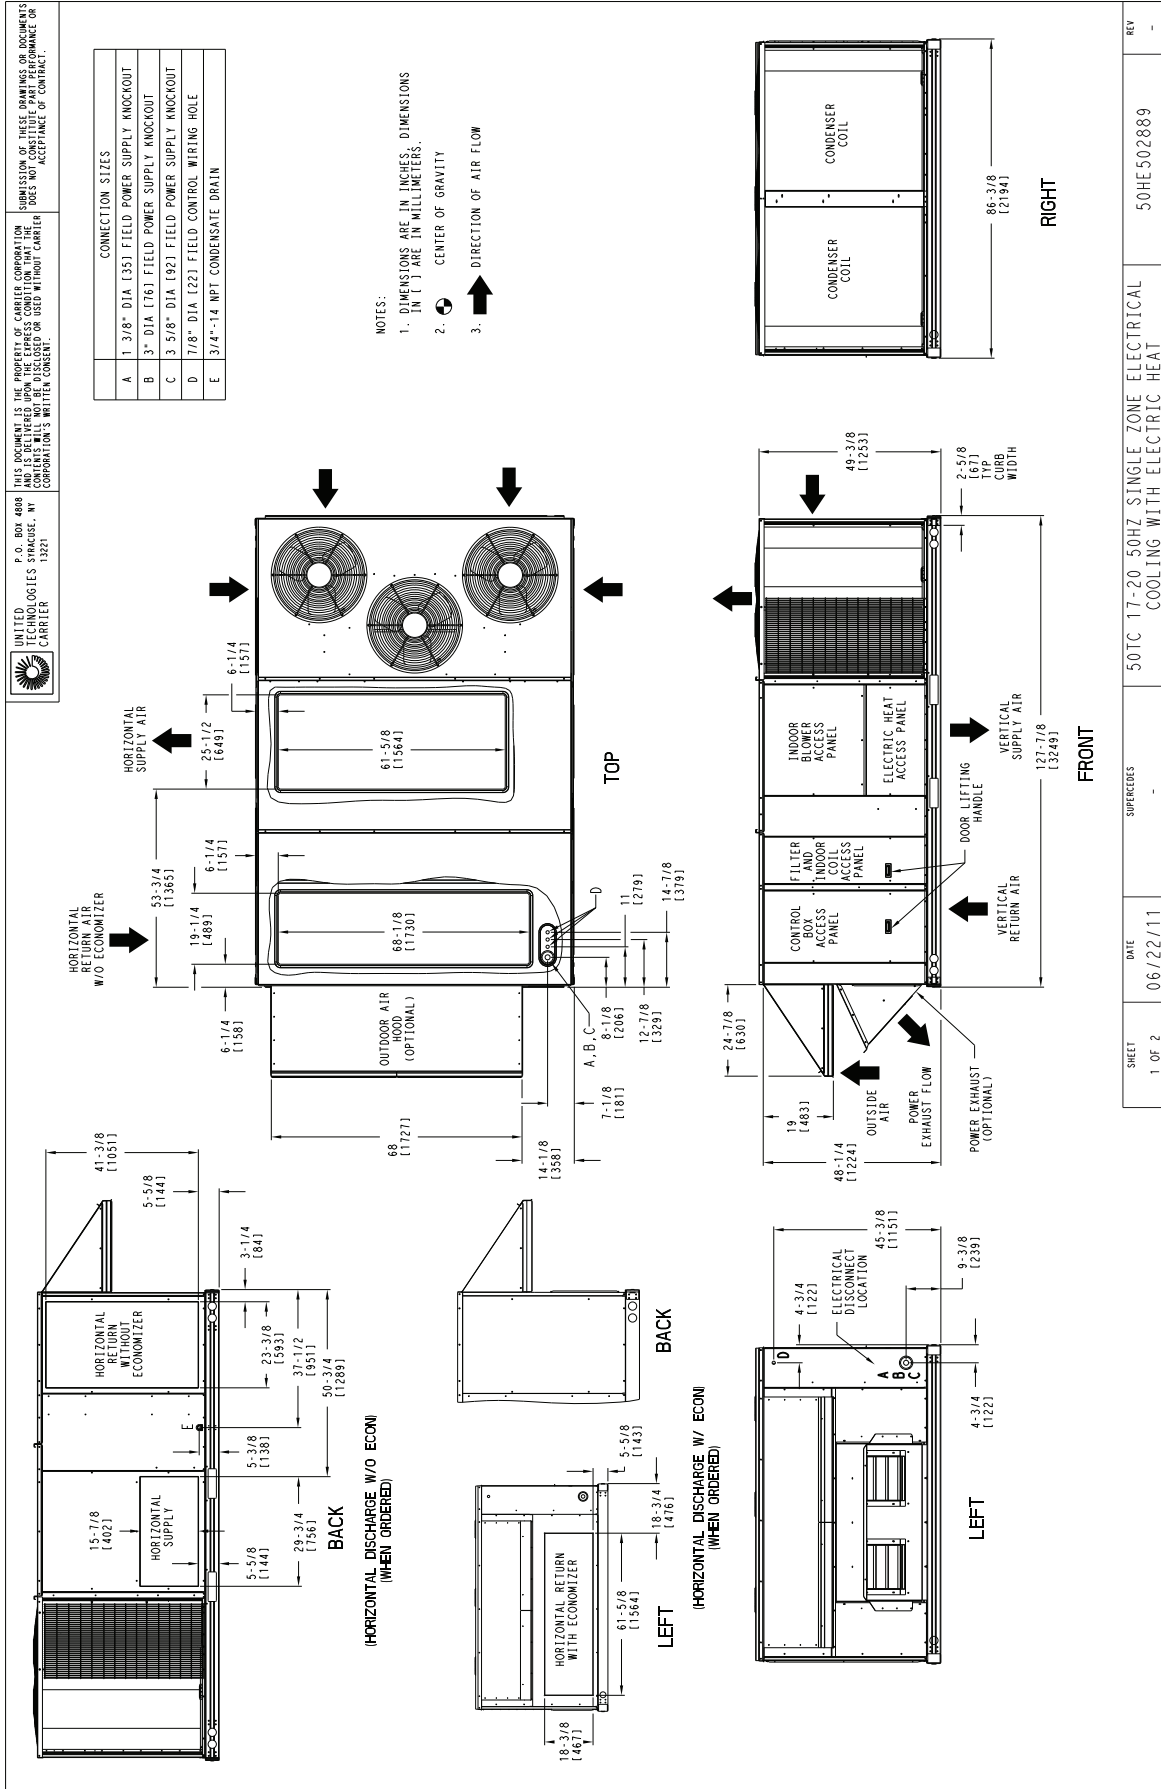 UNITED
TECHNOLOGIES
CARRIER
P.O. BOX 4808
SYRACUSE, NY
13221
THIS DOCUMENT IS THE PROPERTY OF CARRIER CORPORATION
AND IS DELIVERED UPON THE EXPRESS CONDITION THAT THE
CONTENTS WILL NOT BE DISCLOSED OR USED WITHOUT CARRIER
CORPORATION'S WRITTEN CONSENT.
SUBMISSION OF THESE DRAWINGS OR DOCUMENTS
DOES NOT CONSTITUTE PART PERFORMANCE OR
ACCEPTANCE OF CONTRACT.
CONNECTION SIZES
A 1 3/8" DIA [35] FIELD POWER SUPPLY KNOCKOUT
B 3" DIA [76] FIELD POWER SUPPLY KNOCKOUT
C 3 5/8" DIA [92] FIELD POWER SUPPLY KNOCKOUT
D 7/8" DIA [22] FIELD CONTROL WIRING HOLE
E 3/4"-14 NPT CONDENSATE DRAIN
NOTES:
1. DIMENSIONS ARE IN INCHES, DIMENSIONS
IN [ ] ARE IN MILLIMETERS.
2. CENTER OF GRAVITY
3. DIRECTION OF AIR FLOW
41-3/8
[1051]
5-5/8
[144]
HORIZONTAL
RETURN
WITHOUT
ECONOMIZER
3-1/4
[84]
23-3/8
[593]
37-1/2
[951]
50-3/4
[1289]
E
5-3/8
[138]
15-7/8
[402]
HORIZONTAL
SUPPLY
5-5/8
[144]
29-3/4
[756]
BACK
(HORIZONTAL DISCHARGE W/O ECON)
(WHEN ORDERED)
HORIZONTAL
RETURN AIR
W/O ECONOMIZER
HORIZONTAL
SUPPLY AIR
53-3/4
[1365]
19-1/4
[489]
6-1/4
[157]
6-1/4
[158]
25-1/2
[649]
6-1/4
[157]
68-1/8
[1730]
61-5/8
[1564]
OUTDOOR AIR
HOOD
(OPTIONAL)
68
[1727]
14-1/8
[358]
7-1/8
[181]
A,B,C
8-1/8
[206]
12-7/8
[329]
D
11
[279]
14-7/8
[379]
TOP
HORIZONTAL RETURN
WITH ECONOMIZER
18-3/8
[467]
61-5/8
[1564]
18-3/4
[476]
5-5/8
[143]
LEFT
BACK
(HORIZONTAL DISCHARGE W/ ECON)
(WHEN ORDERED)
D
A
B
C
4-3/4
[122]
ELECTRICAL
DISCONNECT
LOCATION
45-3/8
[1151]
9-3/8
[239]
4-3/4
[122]
LEFT
24-7/8
[630]
19
[483]
48-1/4
[1224]
OUTSIDE
AIR
POWER
EXHAUST FLOW
POWER EXHAUST
(OPTIONAL)
CONTROL
BOX
ACCESS
PANEL
FILTER
AND
INDOOR
COIL
ACCESS
PANEL
INDOOR
BLOWER
ACCESS
PANEL
ELECTRIC HEAT
ACCESS PANEL
DOOR LIFTING
HANDLE
VERTICAL
RETURN AIR
VERTICAL
SUPPLY AIR
127-7/8
[3249]
49-3/8
[1253]
2-5/8
[67]
TYP
CURB
WIDTH
FRONT
CONDENSER
COIL
CONDENSER
COIL
86-3/8
[2194]
RIGHT
SHEET
1 OF 2
DATE
06/22/11
SUPERCEDES
-
50TC 17-20 50HZ SINGLE ZONE ELECTRICAL
COOLING WITH ELECTRIC HEAT
50HE502889
REV
-